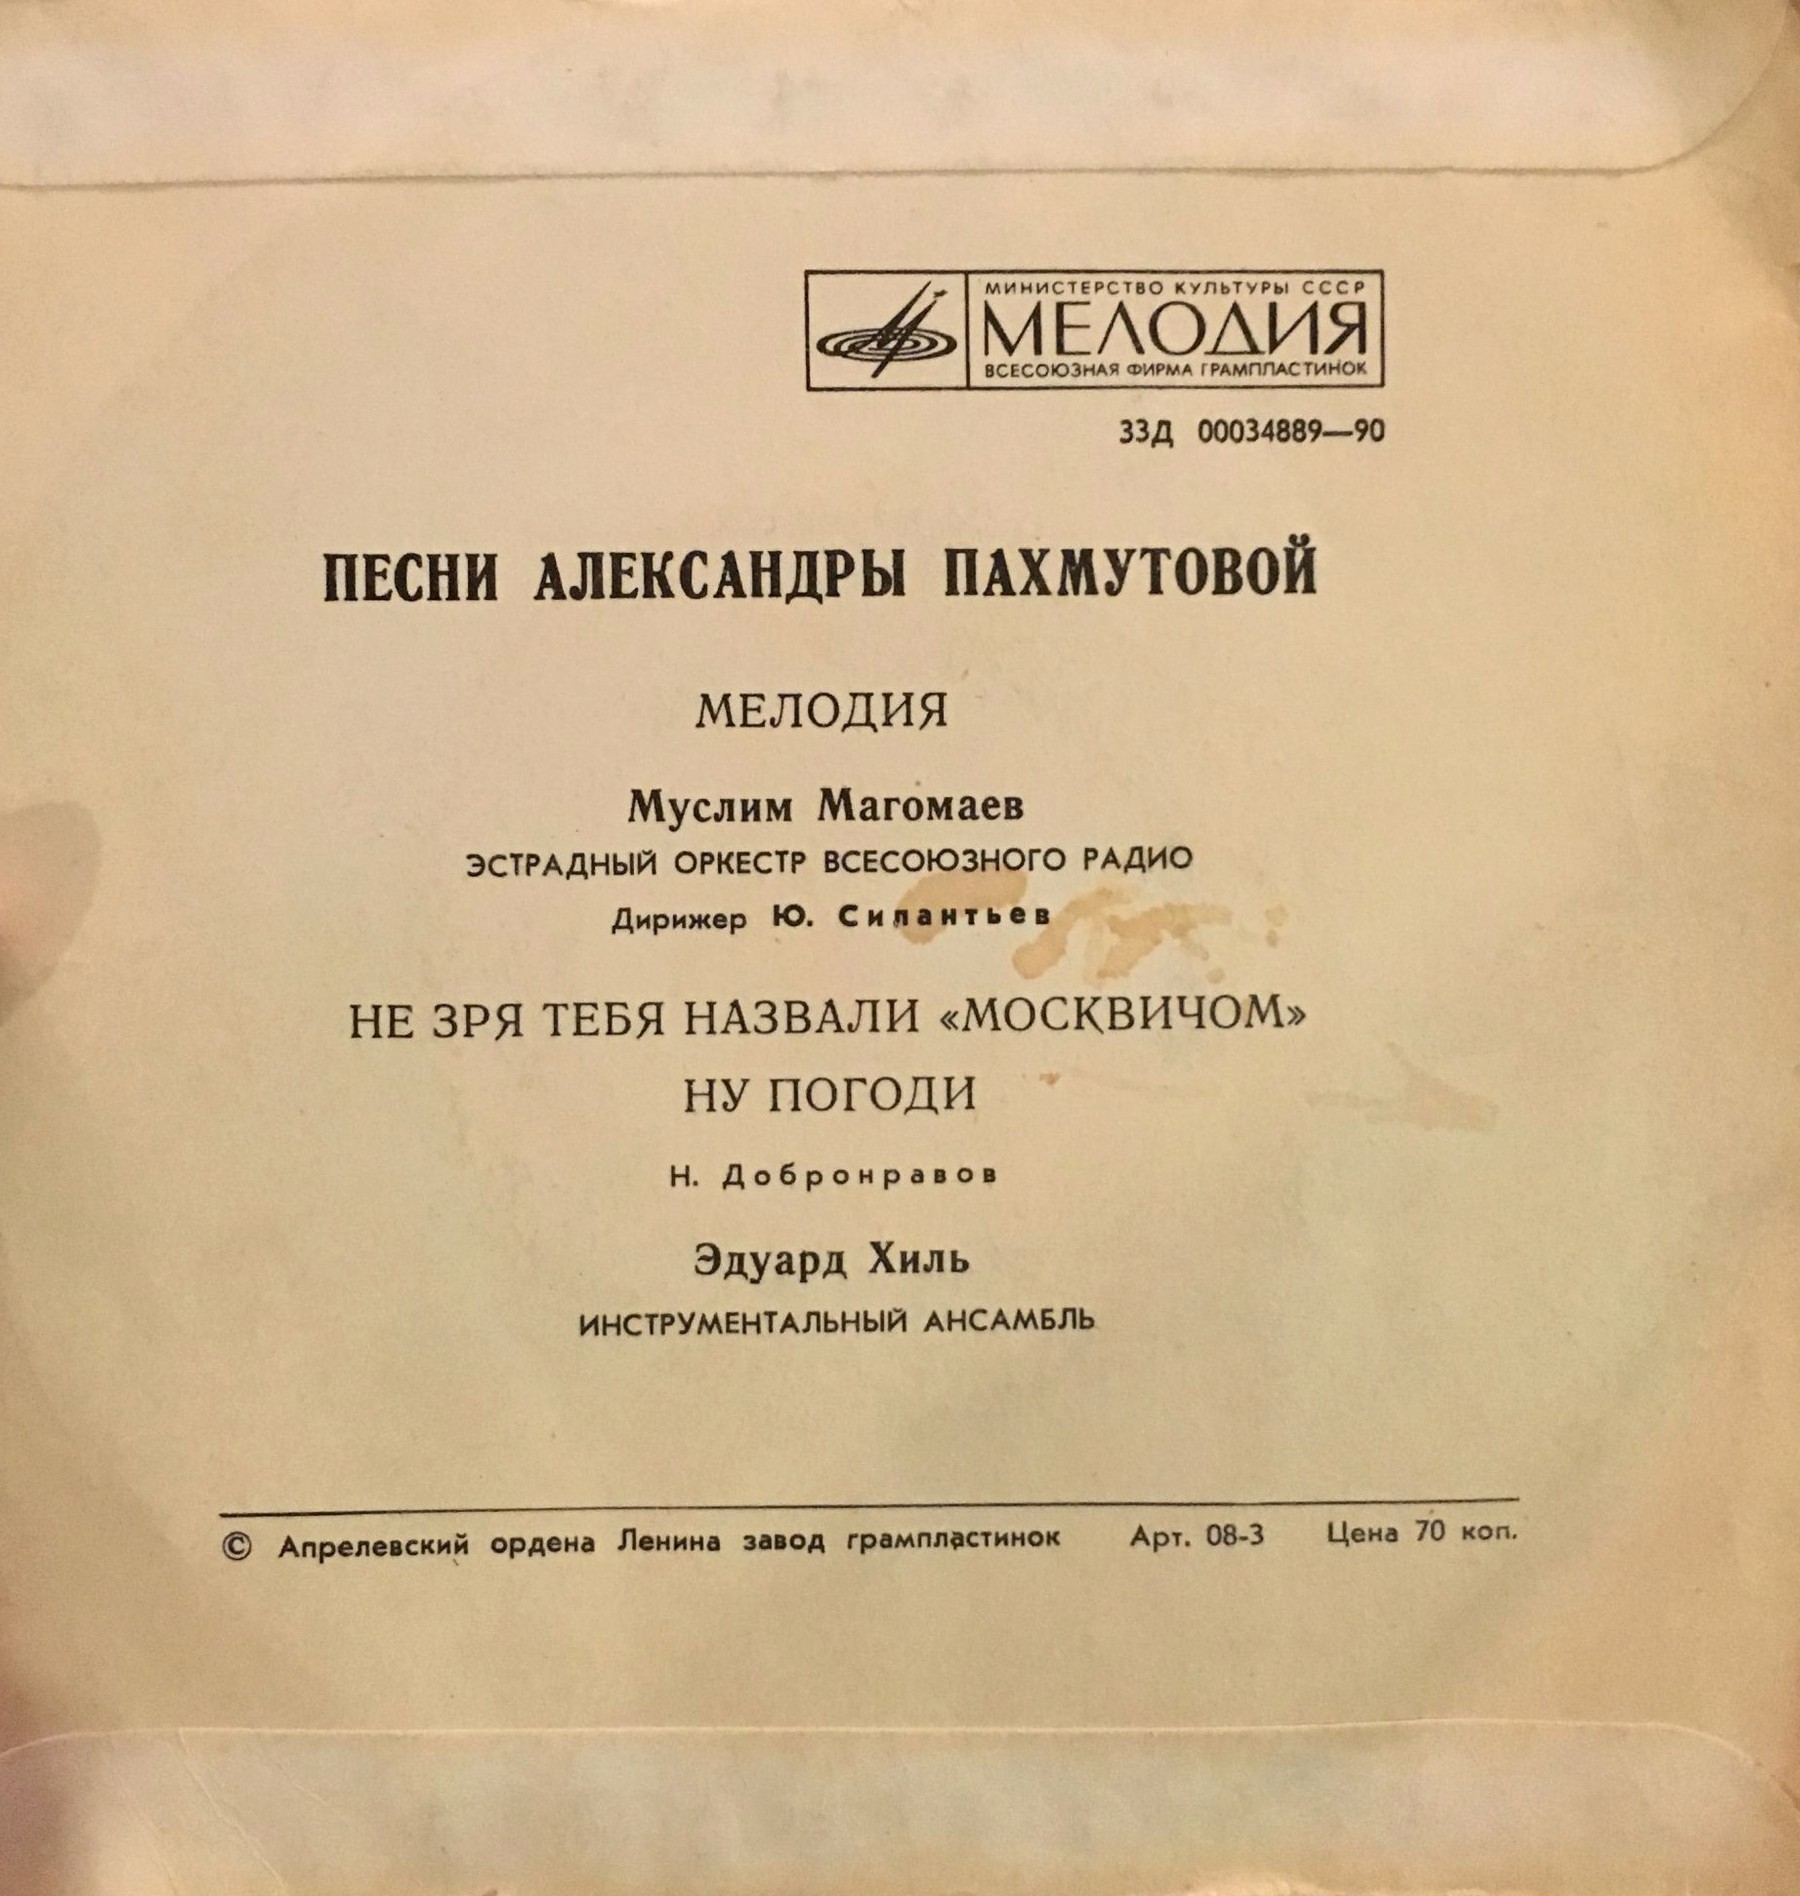 МИНИСТЕРСТВО КУЛЬТУРЫ СССР
МЕЛОДИЯ
ВСЕСОЮЗНАЯ ФИРМА ГРАМПЛАСТИНОК
33Д 00034889—90
ПЕСНИ АЛЕКСАНДРЫ ПАХМУТОВОЙ
МЕЛОДИЯ
Муслим Магомаев
ЭСТРАДНЫЙ ОРКЕСТР ВСЕСОЮЗНОГО РАДИО
Дирижер Ю. Силантьев
НЕ ЗРЯ ТЕБЯ НАЗВАЛИ «МОСКВИЧОМ»
НУ ПОГОДИ
Н. Добронравов
Эдуард Хиль
ИНСТРУМЕНТАЛЬНЫЙ АНСАМБЛЬ
© Апрелевский ордена Ленина завод грампластинок Арт. 08-3 Цена 70 коп.